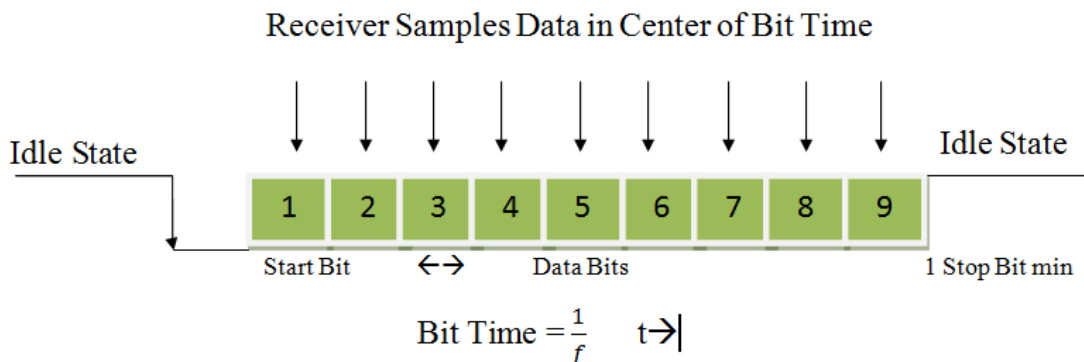 Receiver Samples Data in Center of Bit Time
Idle State
Idle State
1 2 3 4 5 6 7 8 9
Start Bit ←→ Data Bits 1 Stop Bit min
Bit Time = 1/f t→|